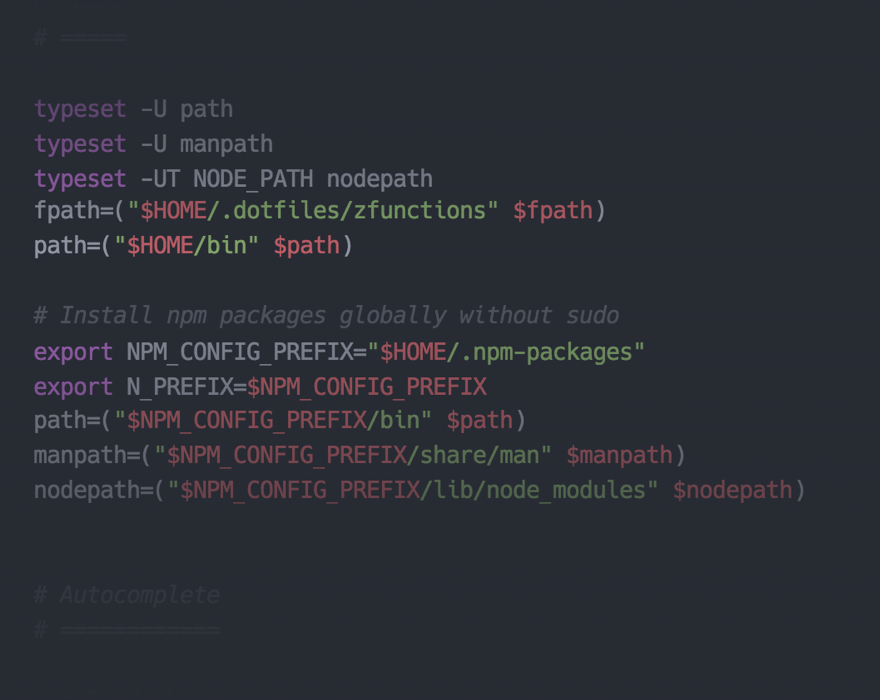 # =====
typeset -U path
typeset -U manpath
typeset -UT NODE_PATH nodepath
fpath=("$HOME/.dotfiles/zfunctions" $fpath)
path=("$HOME/bin" $path)
# Install npm packages globally without sudo
export NPM_CONFIG_PREFIX="$HOME/.npm-packages"
export N_PREFIX=$NPM_CONFIG_PREFIX
path=("$NPM_CONFIG_PREFIX/bin" $path)
manpath=("$NPM_CONFIG_PREFIX/share/man" $manpath)
nodepath=("$NPM_CONFIG_PREFIX/lib/node_modules" $nodepath)
# Autocomplete
# ============